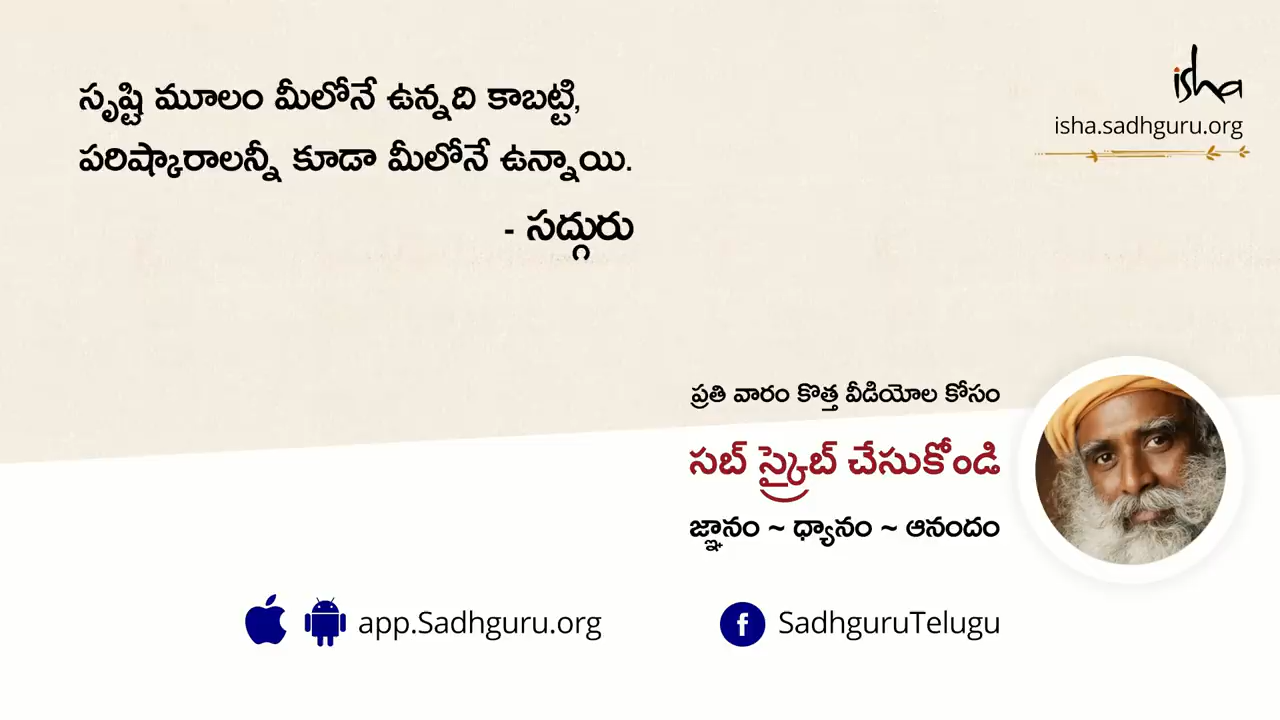 సృష్టి మూలం మీలోనే ఉన్నది కాబట్టి,
పరిష్కారాలన్నీ కూడా మీలోనే ఉన్నాయి.
- సద్గురు
isha
isha.sadhguru.org
ప్రతి వారం కొత్త వీడియోల కోసం
సబ్ స్క్రైబ్ చేసుకోండి
జ్ఞానం ~ ధ్యానం ~ ఆనందం
app.Sadhguru.org
f SadhguruTelugu